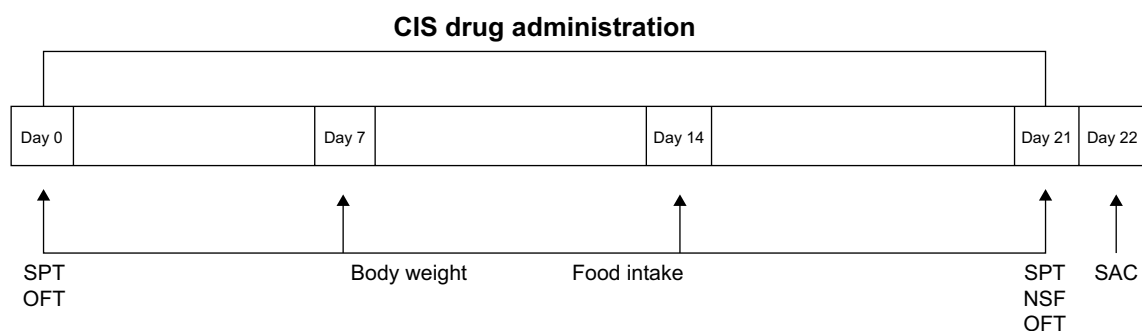 CIS drug administration
Day 0
Day 7
Day 14
Day 21
Day 22
SPT
OFT
Body weight
Food intake
SPT
NSF
OFT
SAC